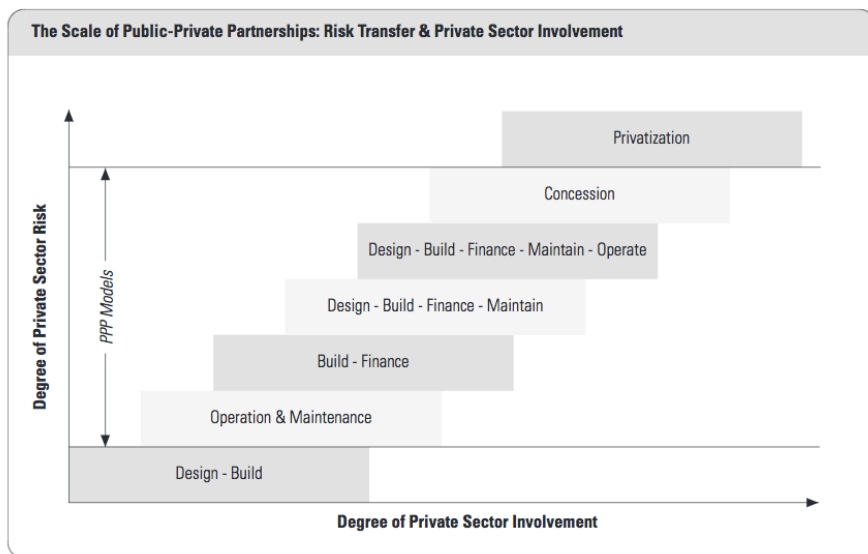 The Scale of Public-Private Partnerships: Risk Transfer & Private Sector Involvement
Privatization
Concession
Design - Build - Finance - Maintain - Operate
Design - Build - Finance - Maintain
Build - Finance
Operation & Maintenance
Design - Build
PPP Models
Degree of Private Sector Risk
Degree of Private Sector Involvement